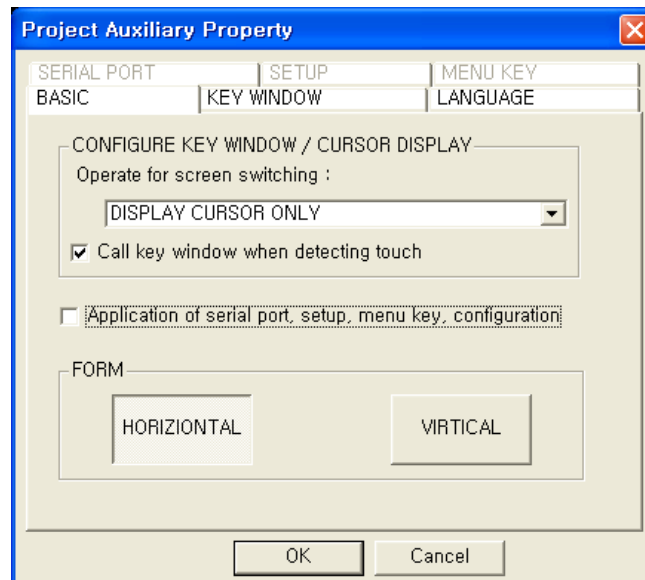 Project Auxiliary Property
SERIAL PORT SETUP MENU KEY
BASIC KEY WINDOW LANGUAGE
CONFIGURE KEY WINDOW / CURSOR DISPLAY
Operate for screen switching :
DISPLAY CURSOR ONLY
Call key window when detecting touch
Application of serial port, setup, menu key, configuration
FORM
HORIZIONTAL VIRTICAL
OK Cancel